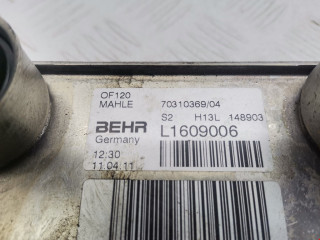 OF120
MAHLE 70310369/04
S2 H13L 148903
BEHR L1609006
Germany
12:30
11.04.11